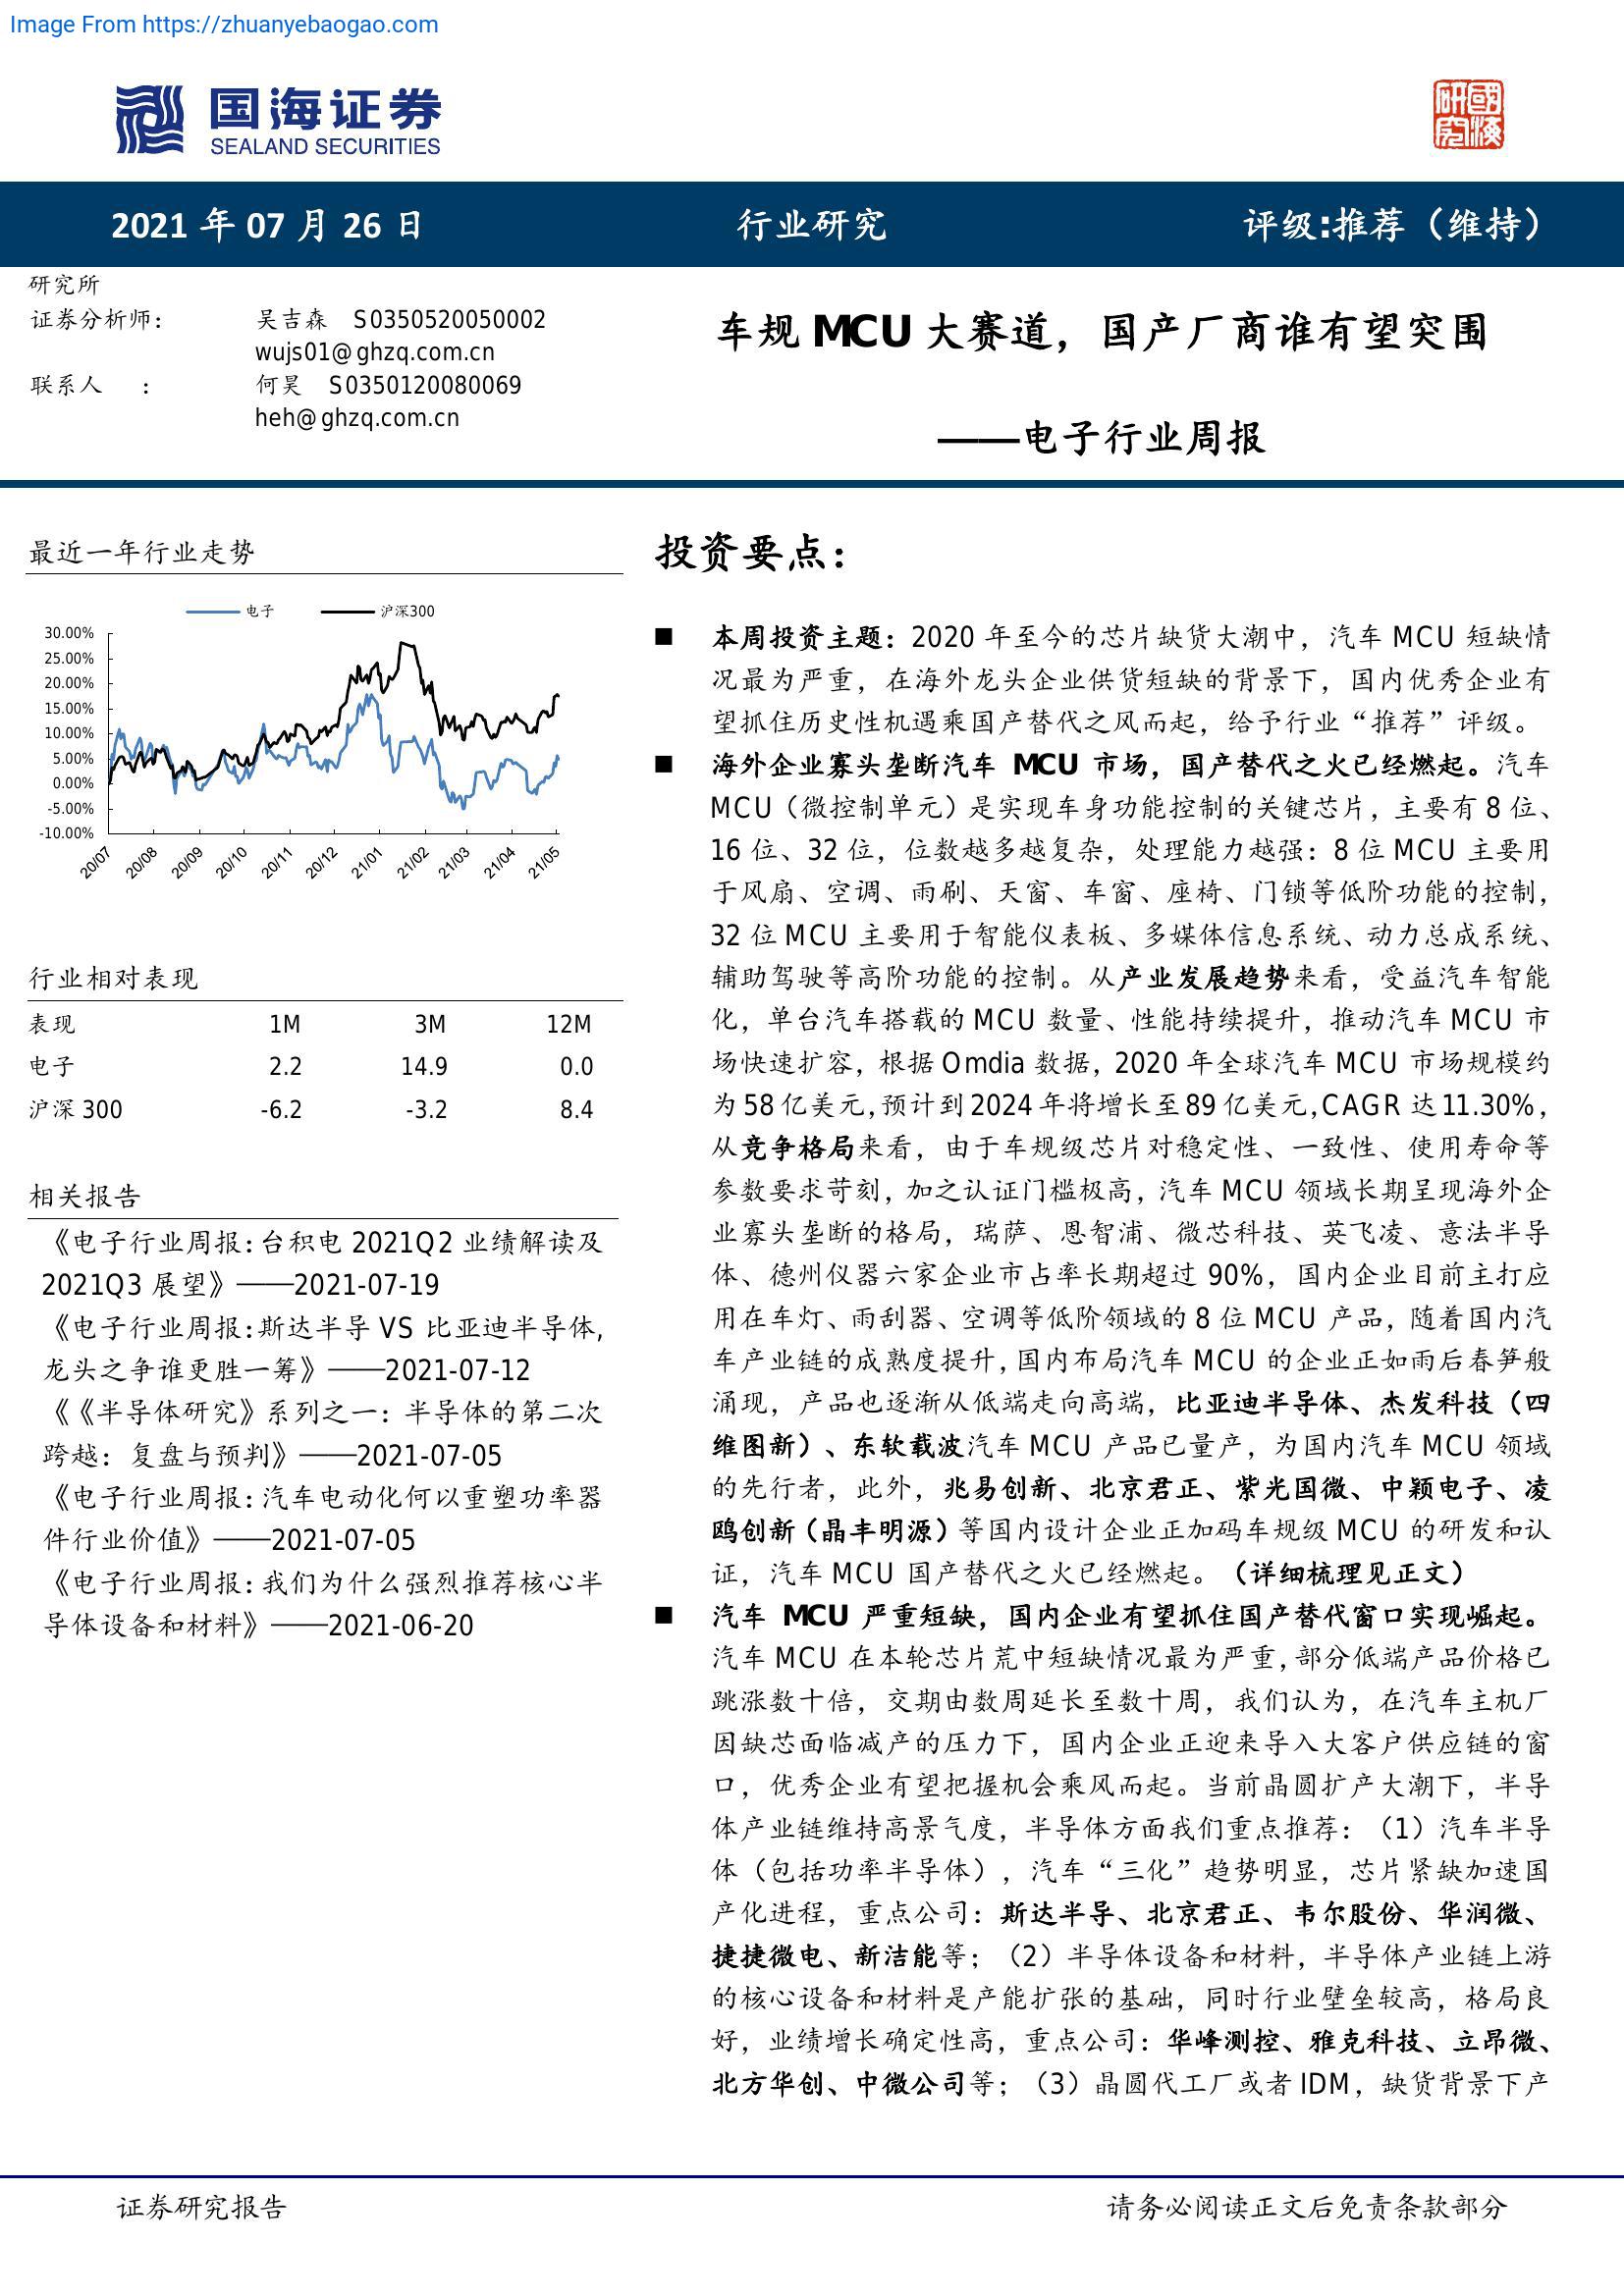 Image From https://zhuanyebaogao.com
国海证券
SEALAND SECURITIES
研究
國海
2021 年 07 月 26 日
行业研究
评级:推荐（维持）
研究所
证券分析师：
吴吉森 S0350520050002
wujs01@ghzq.com.cn
联系人 ：
何昊 S0350120080069
heh@ghzq.com.cn
车规 MCU 大赛道，国产厂商谁有望突围
——电子行业周报
最近一年行业走势
电子
沪深300
30.00%
25.00%
20.00%
15.00%
10.00%
5.00%
0.00%
-5.00%
-10.00%
20/07
20/08
20/09
20/10
20/11
20/12
21/01
21/02
21/03
21/04
21/05
行业相对表现
表现 1M 3M 12M
电子 2.2 14.9 0.0
沪深 300 -6.2 -3.2 8.4
相关报告
《电子行业周报：台积电 2021Q2 业绩解读及
2021Q3 展望》——2021-07-19
《电子行业周报：斯达半导 VS 比亚迪半导体，
龙头之争谁更胜一筹》——2021-07-12
《《半导体研究》系列之一：半导体的第二次
跨越：复盘与预判》——2021-07-05
《电子行业周报：汽车电动化何以重塑功率器
件行业价值》——2021-07-05
《电子行业周报：我们为什么强烈推荐核心半
导体设备和材料》——2021-06-20
投资要点：
■ 本周投资主题：2020 年至今的芯片缺货大潮中，汽车 MCU 短缺情
况最为严重，在海外龙头企业供货短缺的背景下，国内优秀企业有
望抓住历史性机遇乘国产替代之风而起，给予行业“推荐”评级。
■ 海外企业寡头垄断汽车 MCU 市场，国产替代之火已经燃起。汽车
MCU（微控制单元）是实现车身功能控制的关键芯片，主要有 8 位、
16 位、32 位，位数越多越复杂，处理能力越强：8 位 MCU 主要用
于风扇、空调、雨刷、天窗、车窗、座椅、门锁等低阶功能的控制，
32 位 MCU 主要用于智能仪表板、多媒体信息系统、动力总成系统、
辅助驾驶等高阶功能的控制。从产业发展趋势来看，受益汽车智能
化，单台汽车搭载的 MCU 数量、性能持续提升，推动汽车 MCU 市
场快速扩容，根据 Omdia 数据，2020 年全球汽车 MCU 市场规模约
为 58 亿美元，预计到 2024 年将增长至 89 亿美元，CAGR 达 11.30%，
从竞争格局来看，由于车规级芯片对稳定性、一致性、使用寿命等
参数要求苛刻，加之认证门槛极高，汽车 MCU 领域长期呈现海外企
业寡头垄断的格局，瑞萨、恩智浦、微芯科技、英飞凌、意法半导
体、德州仪器六家企业市占率长期超过 90%，国内企业目前主打应
用在车灯、雨刮器、空调等低阶领域的 8 位 MCU 产品，随着国内汽
车产业链的成熟度提升，国内布局汽车 MCU 的企业正如雨后春笋般
涌现，产品也逐渐从低端走向高端，比亚迪半导体、杰发科技（四
维图新）、东软载波汽车 MCU 产品已量产，为国内汽车 MCU 领域
的先行者，此外，兆易创新、北京君正、紫光国微、中颖电子、凌
鸥创新（晶丰明源）等国内设计企业正加码车规级 MCU 的研发和认
证，汽车 MCU 国产替代之火已经燃起。（详细梳理见正文）
■ 汽车 MCU 严重短缺，国内企业有望抓住国产替代窗口实现崛起。
汽车 MCU 在本轮芯片荒中短缺情况最为严重，部分低端产品价格已
跳涨数十倍，交期由数周延长至数十周，我们认为，在汽车主机厂
因缺芯面临减产的压力下，国内企业正迎来导入大客户供应链的窗
口，优秀企业有望把握机会乘风而起。当前晶圆扩产大潮下，半导
体产业链维持高景气度，半导体方面我们重点推荐：（1）汽车半导
体（包括功率半导体），汽车“三化”趋势明显，芯片紧缺加速国
产化进程，重点公司：斯达半导、北京君正、韦尔股份、华润微、
捷捷微电、新洁能等；（2）半导体设备和材料，半导体产业链上游
的核心设备和材料是产能扩张的基础，同时行业壁垒较高，格局良
好，业绩增长确定性高，重点公司：华峰测控、雅克科技、立昂微、
北方华创、中微公司等；（3）晶圆代工厂或者 IDM，缺货背景下产
证券研究报告
请务必阅读正文后免责条款部分